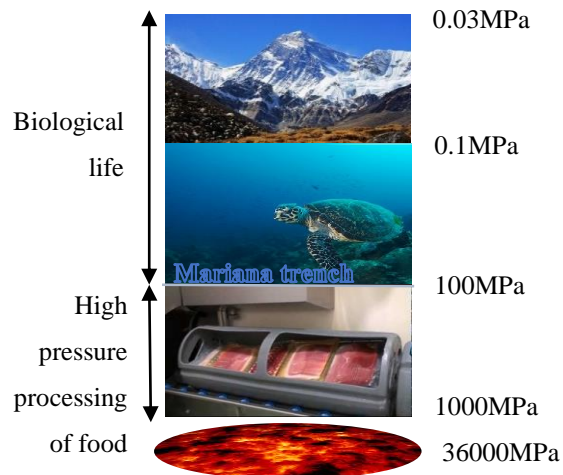 0.03MPa
Biological
life
0.1MPa
Mariana trench
100MPa
High
pressure
processing
of food
1000MPa
36000MPa